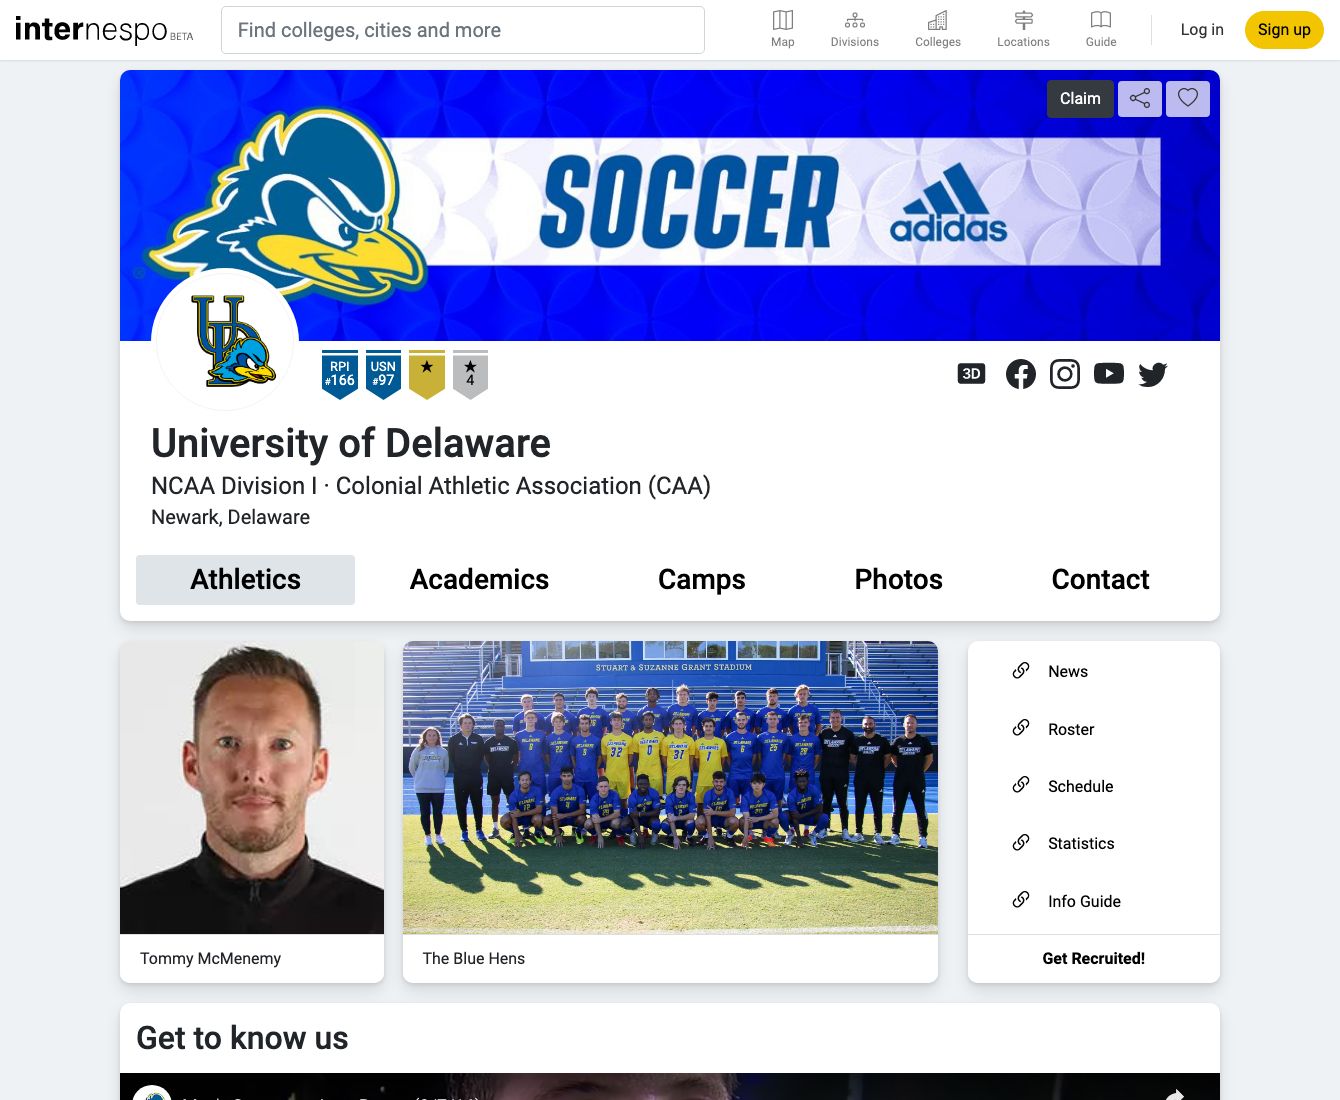 internespo BETA
Find colleges, cities and more
Map
Divisions
Colleges
Locations
Guide
Log in
Sign up
Claim
SOCCER
adidas
UD
RPI
#166
USN
#97
4
3D
University of Delaware
NCAA Division I · Colonial Athletic Association (CAA)
Newark, Delaware
Athletics
Academics
Camps
Photos
Contact
STUART & SUZANNE GRANT STADIUM
News
Roster
Schedule
Statistics
Info Guide
Tommy McMenemy
The Blue Hens
Get Recruited!
Get to know us